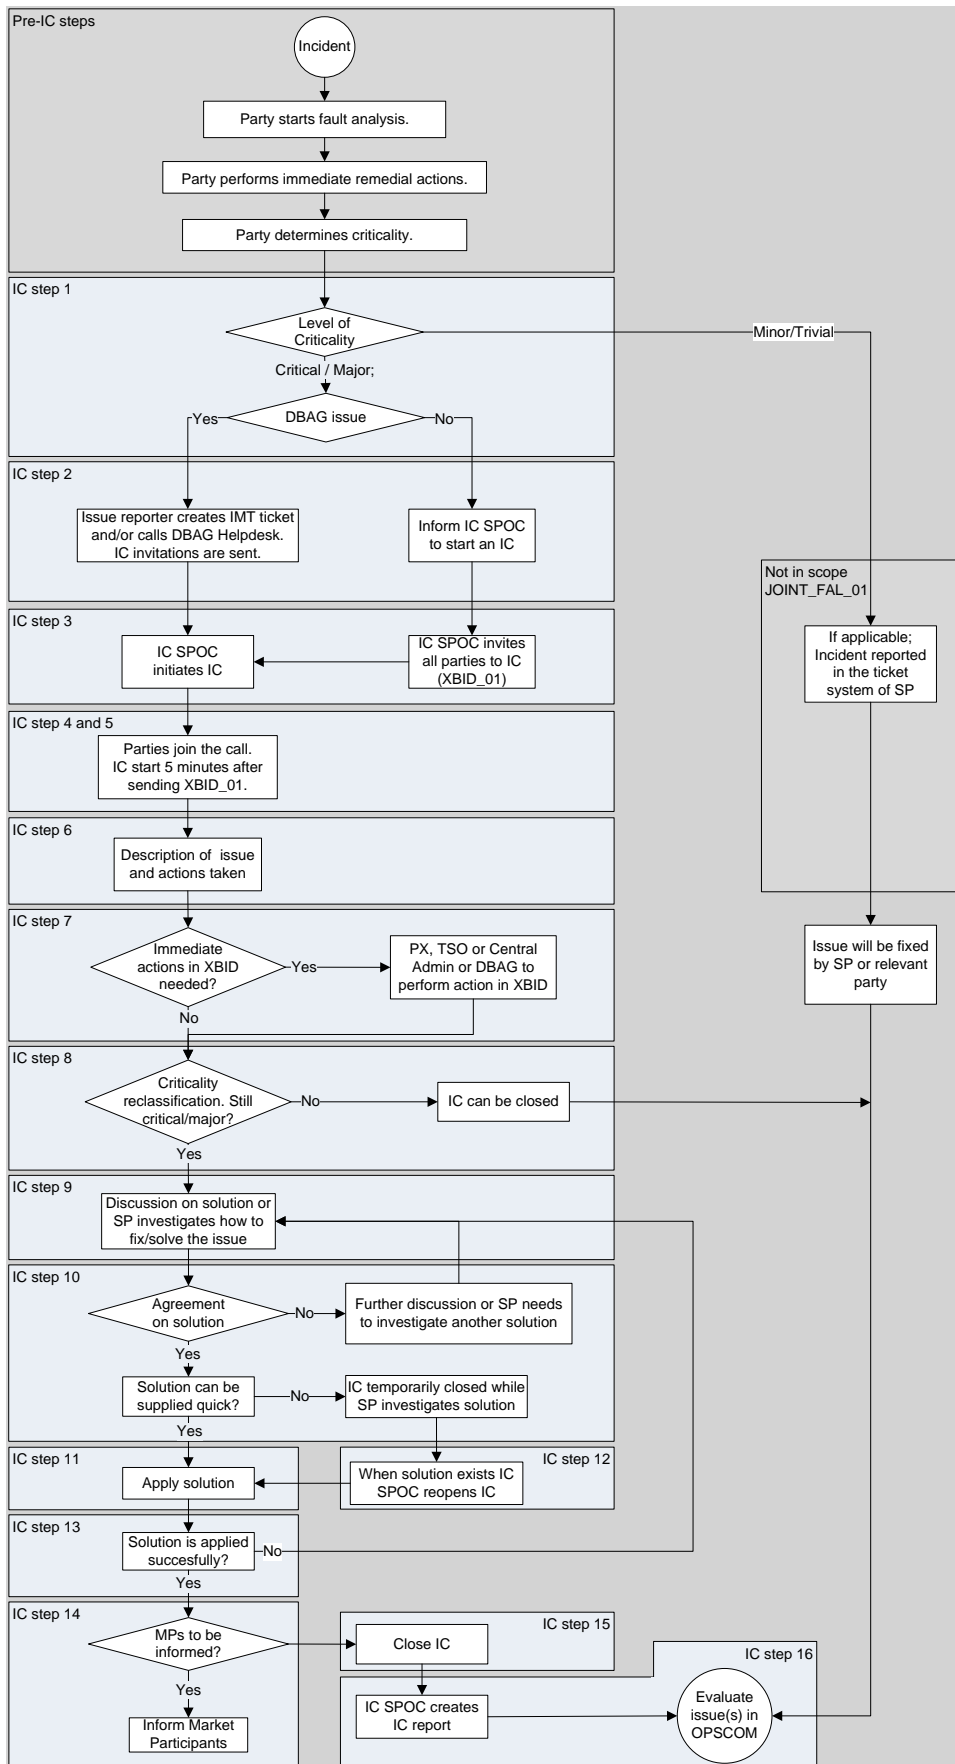 Pre-IC steps
Incident
Party starts fault analysis.
Party performs immediate remedial actions.
Party determines criticality.
IC step 1
Level of
Criticality
Minor/Trivial
Critical / Major;
Yes
DBAG issue
No
IC step 2
Issue reporter creates IMT ticket
and/or calls DBAG Helpdesk.
IC invitations are sent.
Inform IC SPOC
to start an IC
Not in scope
JOINT_FAL_01
If applicable;
Incident reported
in the ticket
system of SP
IC step 3
IC SPOC
initiates IC
IC SPOC invites
all parties to IC
(XBID_01)
IC step 4 and 5
Parties join the call.
IC start 5 minutes after
sending XBID_01.
IC step 6
Description of  issue
and actions taken
IC step 7
Immediate
actions in XBID
needed?
Yes
PX, TSO or Central
Admin or DBAG to
perform action in XBID
No
Issue will be fixed
by SP or relevant
party
IC step 8
Criticality
reclassification. Still
critical/major?
No
IC can be closed
Yes
IC step 9
Discussion on solution or
SP investigates how to
fix/solve the issue
IC step 10
Agreement
on solution
No
Further discussion or SP needs
to investigate another solution
Yes
Solution can be
supplied quick?
No
IC temporarily closed while
SP investigates solution
Yes
IC step 11
Apply solution
IC step 12
When solution exists IC
SPOC reopens IC
IC step 13
Solution is applied
succesfully?
No
Yes
IC step 14
MPs to be
informed?
Yes
Inform Market
Participants
IC step 15
Close IC
IC step 16
IC SPOC creates
IC report
Evaluate
issue(s) in
OPSCOM